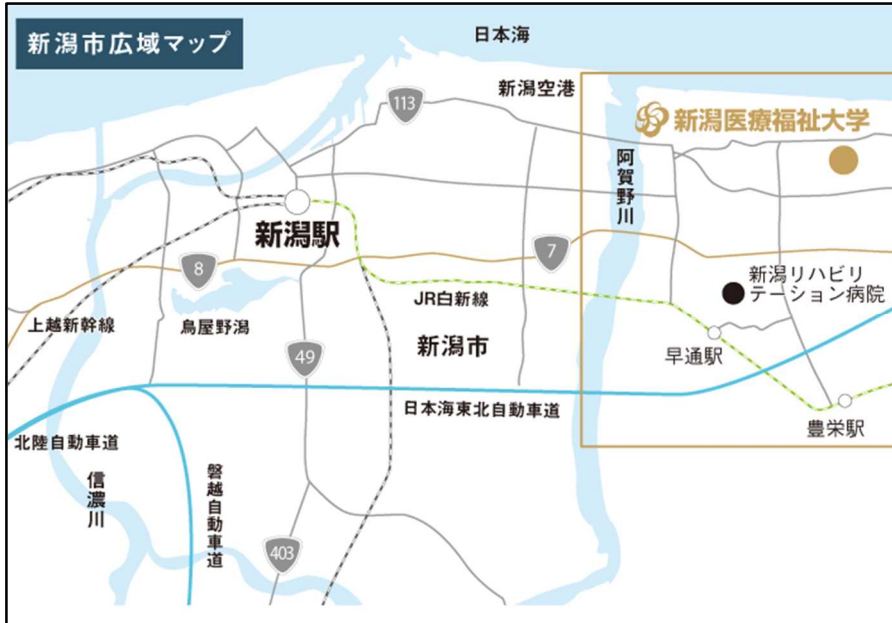 新潟市広域マップ
日本海
新潟空港
113
新潟医療福祉大学
阿賀野川
新潟駅
7
8
新潟リハビリ
テーション病院
JR白新線
上越新幹線
鳥屋野潟
新潟市
49
早通駅
日本海東北自動車道
豊栄駅
北陸自動車道
信濃川
磐越自動車道
403